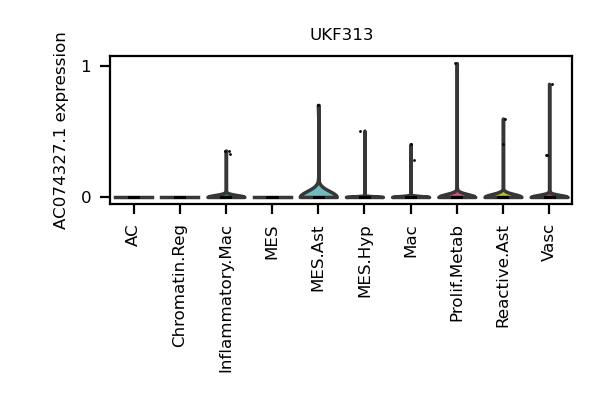 UKF313
AC074327.1 expression
1
0
AC
Chromatin.Reg
Inflammatory.Mac
MES
MES.Ast
MES.Hyp
Mac
Prolif.Metab
Reactive.Ast
Vasc